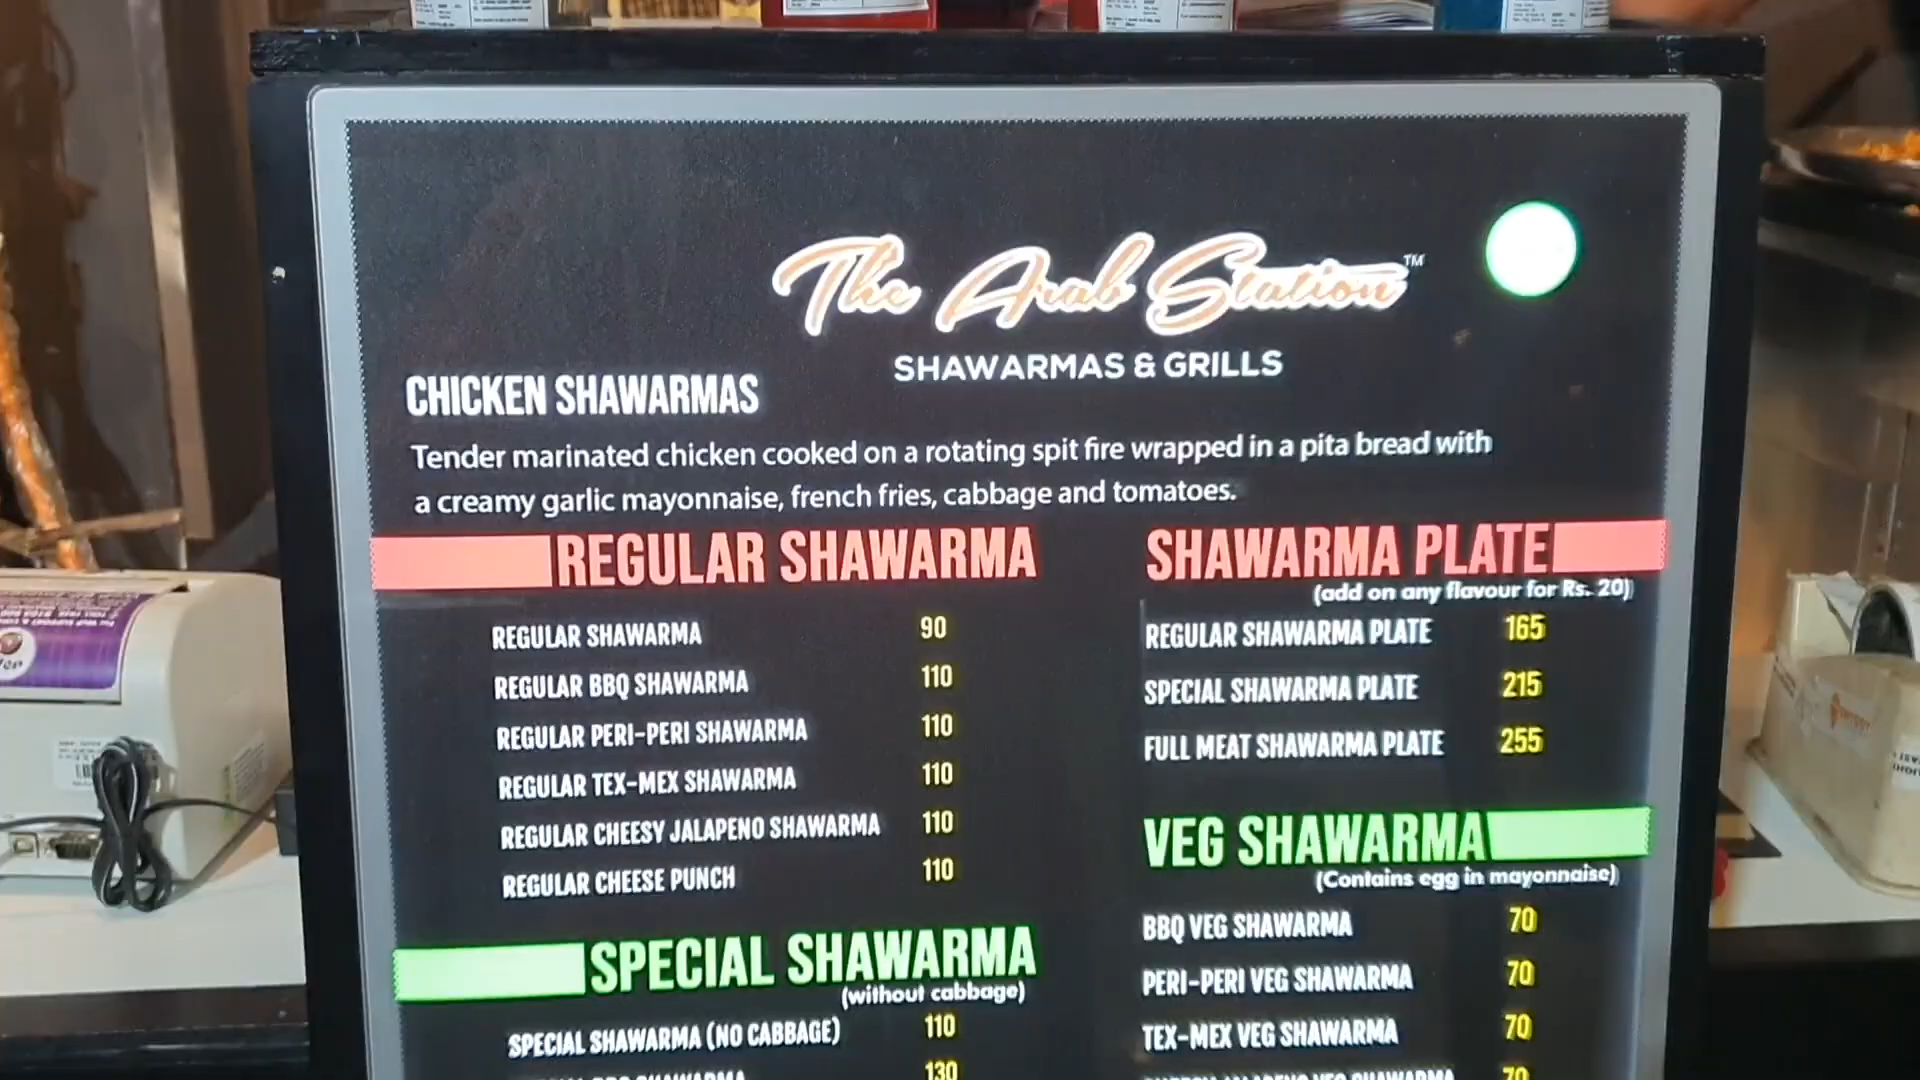 The Arab Station™
SHAWARMAS & GRILLS
CHICKEN SHAWARMAS
Tender marinated chicken cooked on a rotating spit fire wrapped in a pita bread with
a creamy garlic mayonnaise, french fries, cabbage and tomatoes.
REGULAR SHAWARMA
REGULAR SHAWARMA 90
REGULAR BBQ SHAWARMA 110
REGULAR PERI-PERI SHAWARMA 110
REGULAR TEX-MEX SHAWARMA 110
REGULAR CHEESY JALAPENO SHAWARMA 110
REGULAR CHEESE PUNCH 110
SPECIAL SHAWARMA
(without cabbage)
SPECIAL SHAWARMA (NO CABBAGE) 110
130
SHAWARMA PLATE
(add on any flavour for Rs. 20)
REGULAR SHAWARMA PLATE 165
SPECIAL SHAWARMA PLATE 215
FULL MEAT SHAWARMA PLATE 255
VEG SHAWARMA
(Contains egg in mayonnaise)
BBQ VEG SHAWARMA 70
PERI-PERI VEG SHAWARMA 70
TEX-MEX VEG SHAWARMA 70
VEG SHAWARMA 70